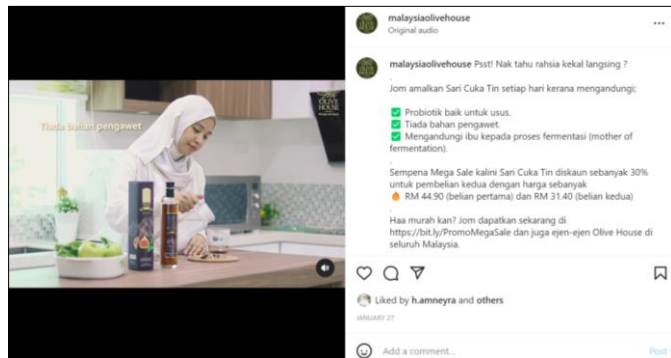 malaysiaolivehouse
Original audio
malaysiaolivehouse Psst! Nak tahu rahsia kekal langsing ?
.
Jom amalkan Sari Cuka Tin setiap hari kerana mengandungi;
✅ Probiotik baik untuk usus.
✅ Tiada bahan pengawet.
✅ Mengandungi ibu kepada proses fermentasi (mother of
fermentation).
.
Sempena Mega Sale kalini Sari Cuka Tin diskaun sebanyak 30%
untuk pembelian kedua dengan harga sebanyak
🔥 RM 44.90 (belian pertama) dan RM 31.40 (belian kedua)
.
Haa murah kan? Jom dapatkan sekarang di
https://bit.ly/PromoMegaSale dan juga ejen-ejen Olive House di
seluruh Malaysia.
Liked by h.amneyra and others
JANUARY 27
Add a comment...
Post
Tiada bahan pengawet
OLIVE
HOUSE